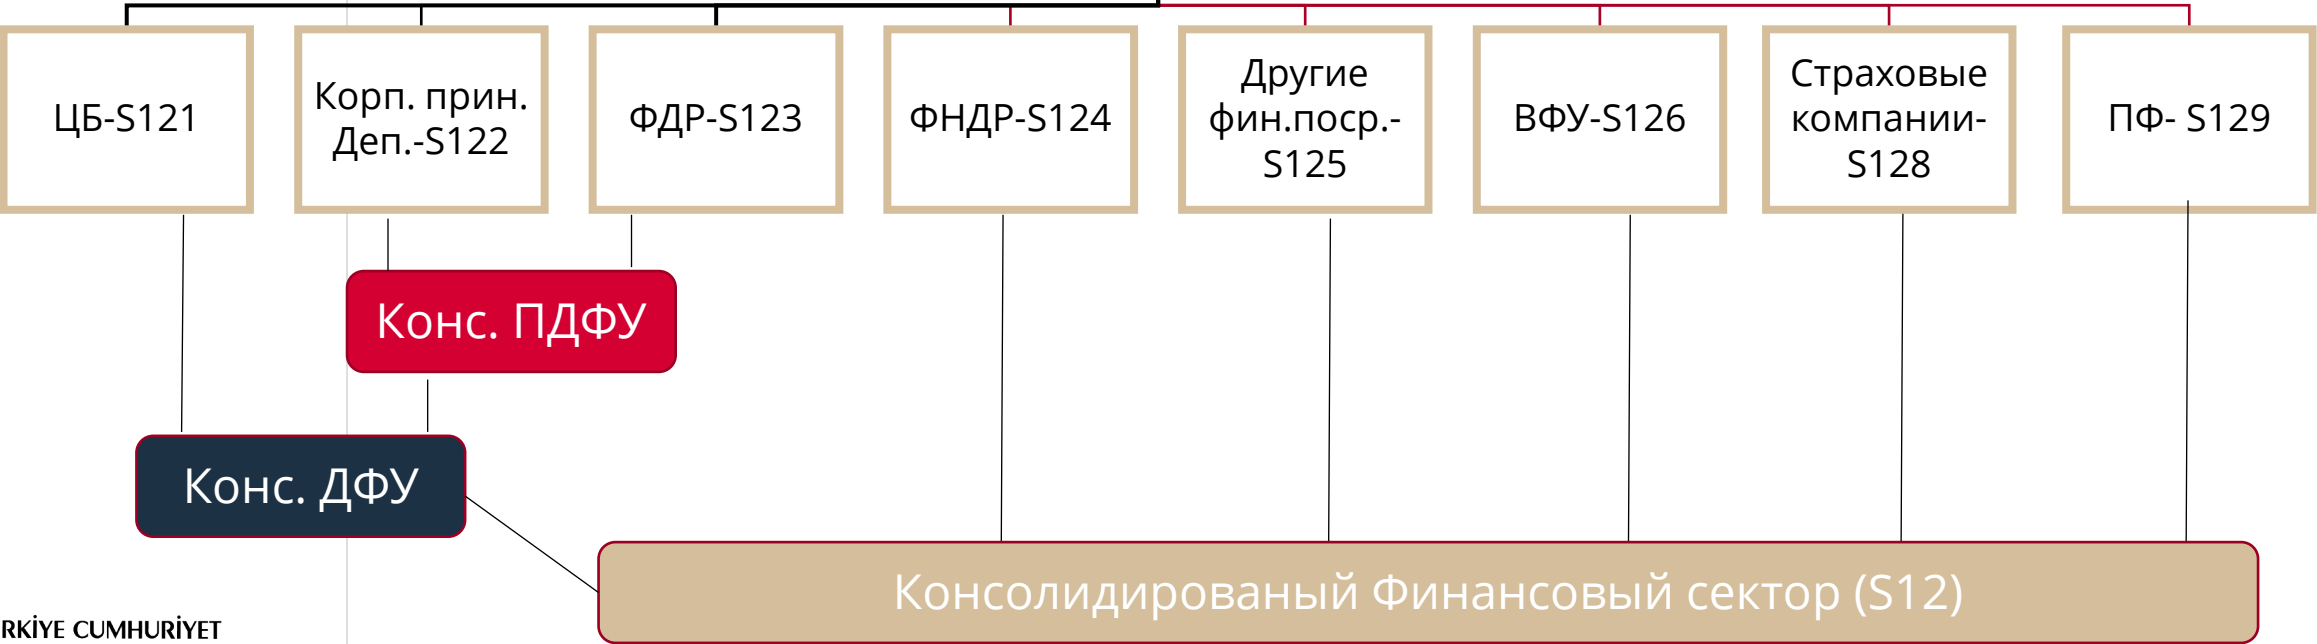 ЦБ-S121
Корп. прин.
Деп.-S122
ФДР-S123
ФНДР-S124
Другие
фин.поср.-
S125
ВФУ-S126
Страховые
компании-
S128
ПФ- S129
Конс. ПДФУ
Конс. ДФУ
Консолидированый Финансовый сектор (S12)
RKİYE CUMHURİYET